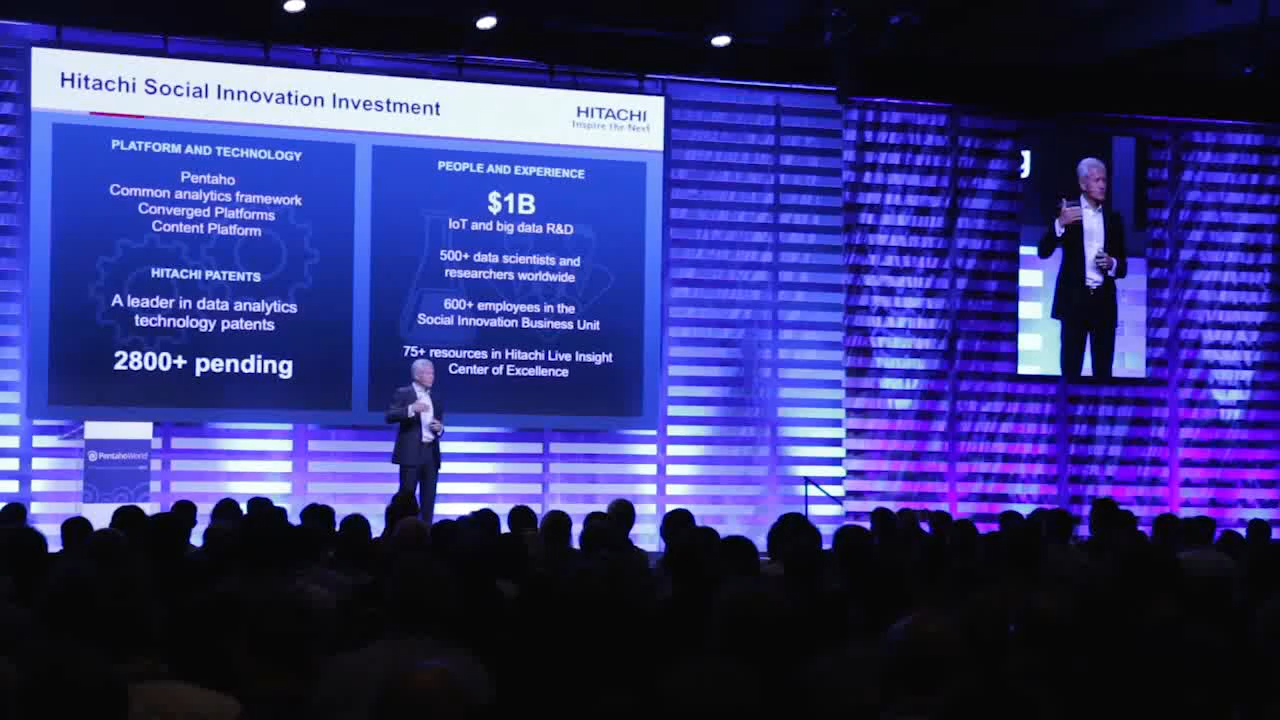 Hitachi Social Innovation Investment
HITACHI
Inspire the Next
PLATFORM AND TECHNOLOGY
Pentaho
Common analytics framework
Converged Platforms
Content Platform
HITACHI PATENTS
A leader in data analytics
technology patents
2800+ pending
PEOPLE AND EXPERIENCE
$1B
IoT and big data R&D
500+ data scientists and
researchers worldwide
600+ employees in the
Social Innovation Business Unit
75+ resources in Hitachi Live Insight
Center of Excellence
PentahoWorld
g